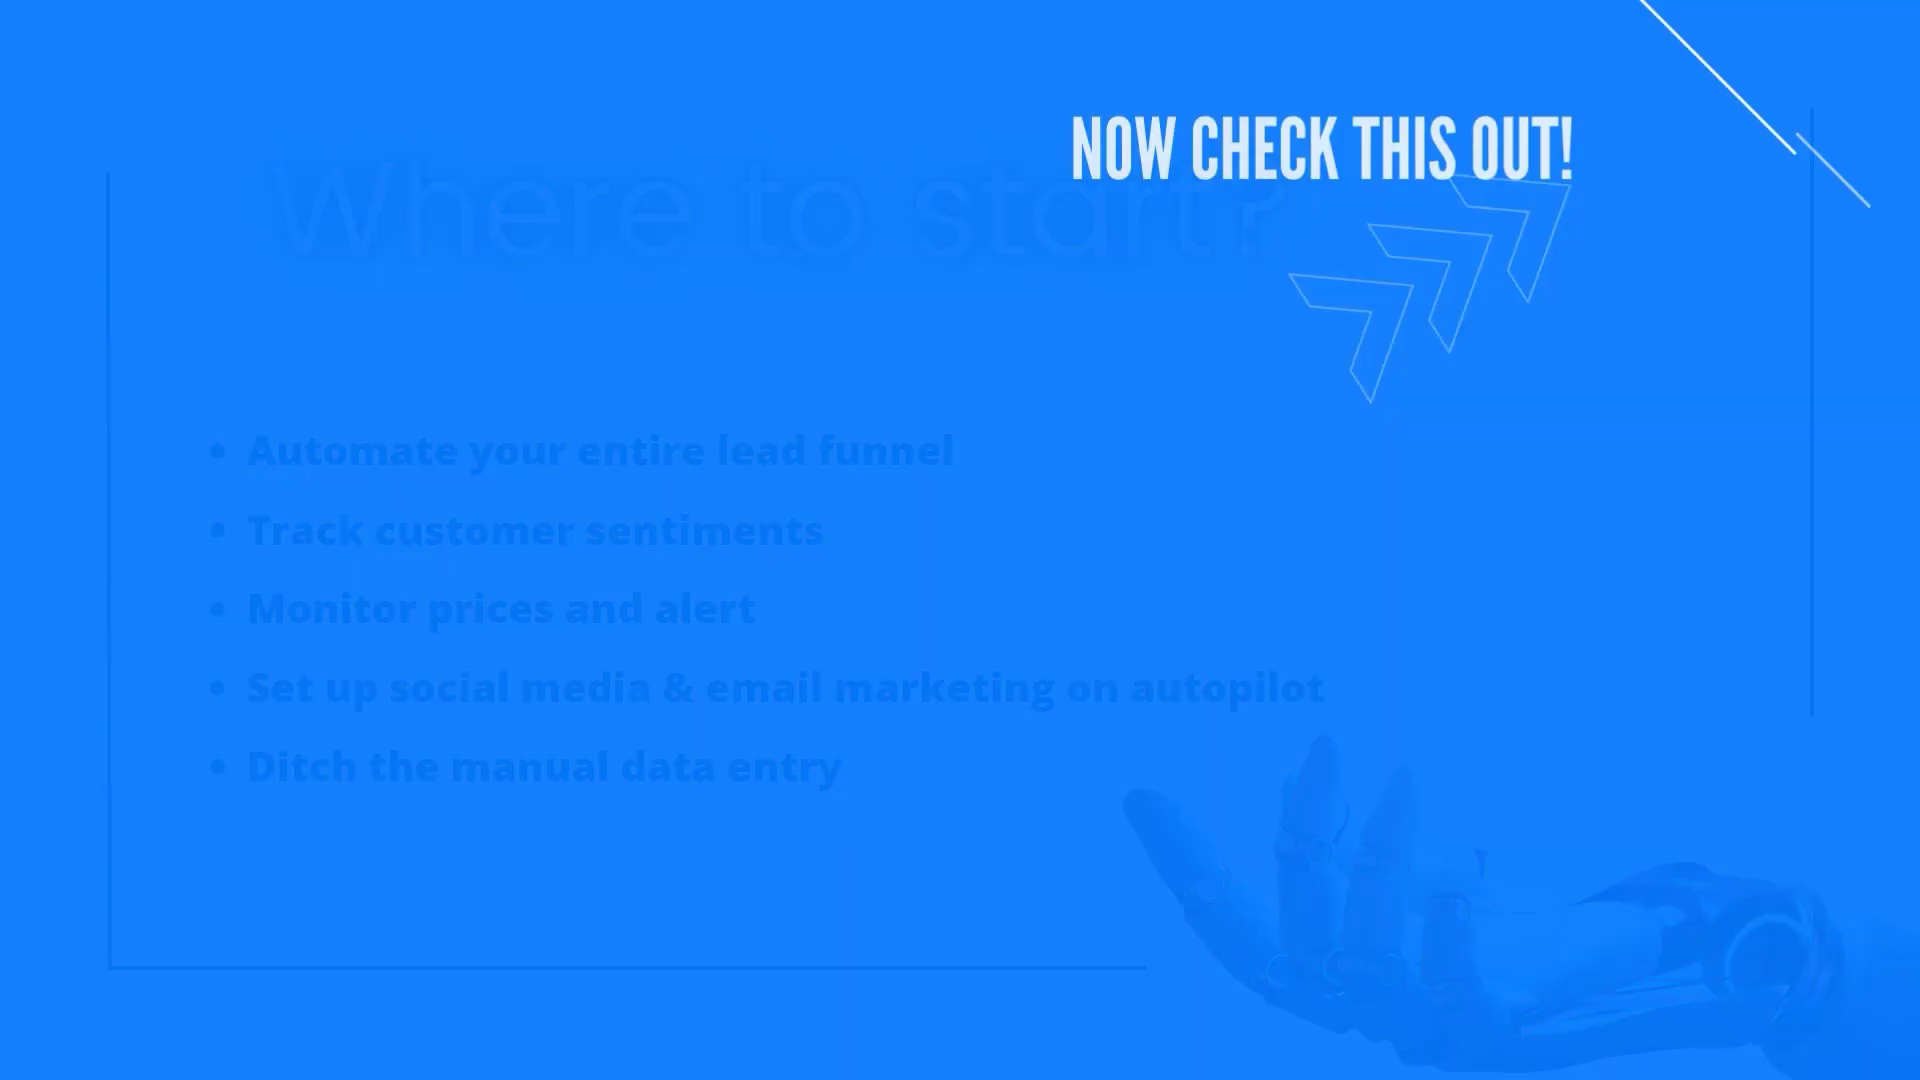 NOW CHECK THIS OUT!
Where to start?
• Automate your entire lead funnel
• Track customer sentiments
• Monitor prices and alert
• Set up social media & email marketing on autopilot
• Ditch the manual data entry